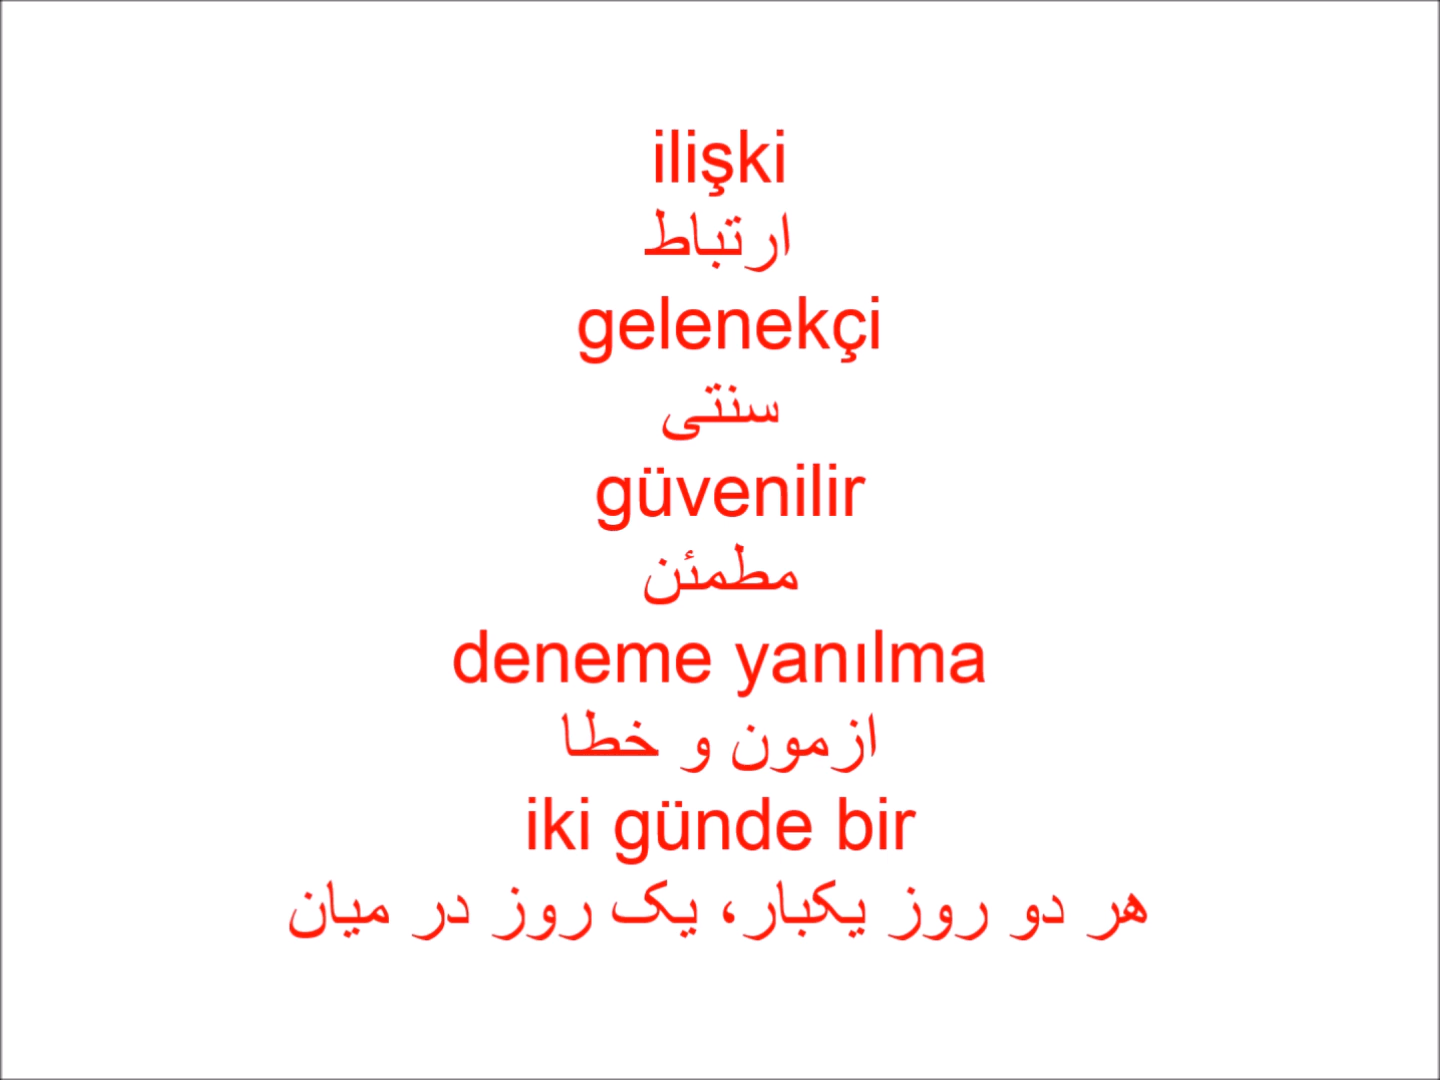 ilişki
ارتباط
gelenekçi
سنتی
güvenilir
مطمئن
deneme yanılma
ازمون و خطا
iki günde bir
هر دو روز یکبار، یک روز در میان